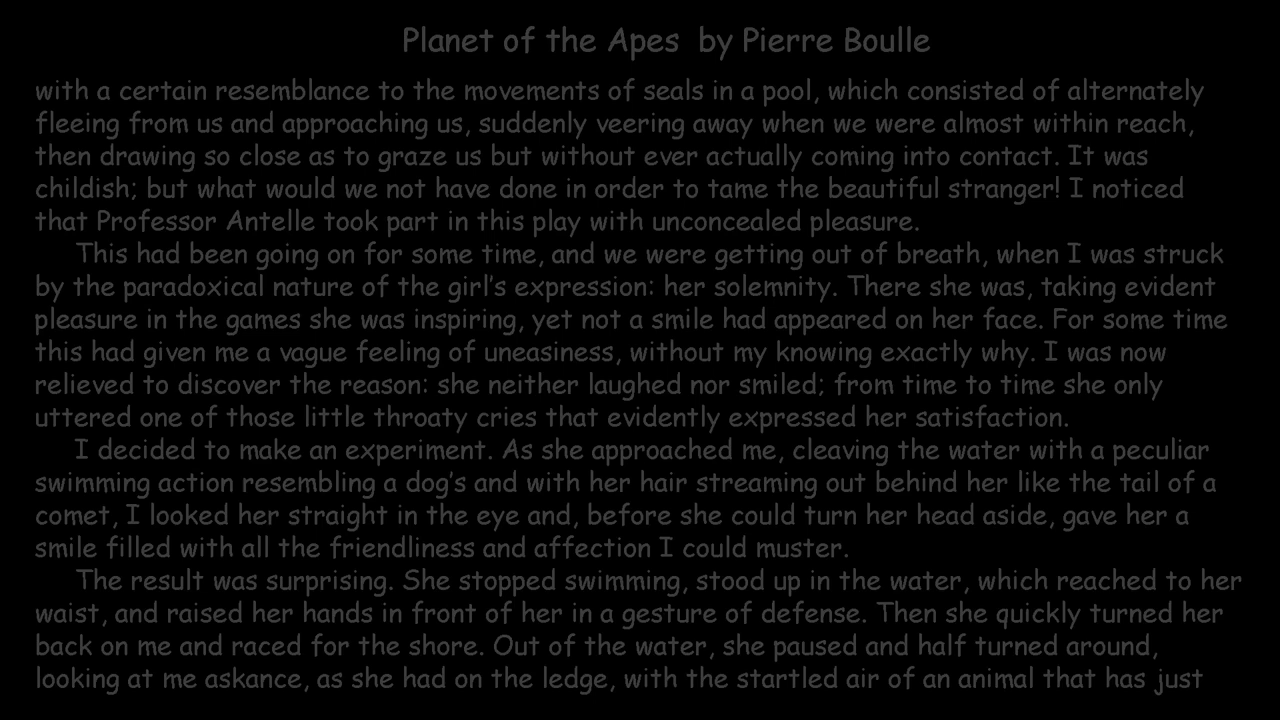 Planet of the Apes  by Pierre Boulle
with a certain resemblance to the movements of seals in a pool, which consisted of alternately
fleeing from us and approaching us, suddenly veering away when we were almost within reach,
then drawing so close as to graze us but without ever actually coming into contact. It was
childish; but what would we not have done in order to tame the beautiful stranger! I noticed
that Professor Antelle took part in this play with unconcealed pleasure.
This had been going on for some time, and we were getting out of breath, when I was struck
by the paradoxical nature of the girl’s expression: her solemnity. There she was, taking evident
pleasure in the games she was inspiring, yet not a smile had appeared on her face. For some time
this had given me a vague feeling of uneasiness, without my knowing exactly why. I was now
relieved to discover the reason: she neither laughed nor smiled; from time to time she only
uttered one of those little throaty cries that evidently expressed her satisfaction.
I decided to make an experiment. As she approached me, cleaving the water with a peculiar
swimming action resembling a dog’s and with her hair streaming out behind her like the tail of a
comet, I looked her straight in the eye and, before she could turn her head aside, gave her a
smile filled with all the friendliness and affection I could muster.
The result was surprising. She stopped swimming, stood up in the water, which reached to her
waist, and raised her hands in front of her in a gesture of defense. Then she quickly turned her
back on me and raced for the shore. Out of the water, she paused and half turned around,
looking at me askance, as she had on the ledge, with the startled air of an animal that has just